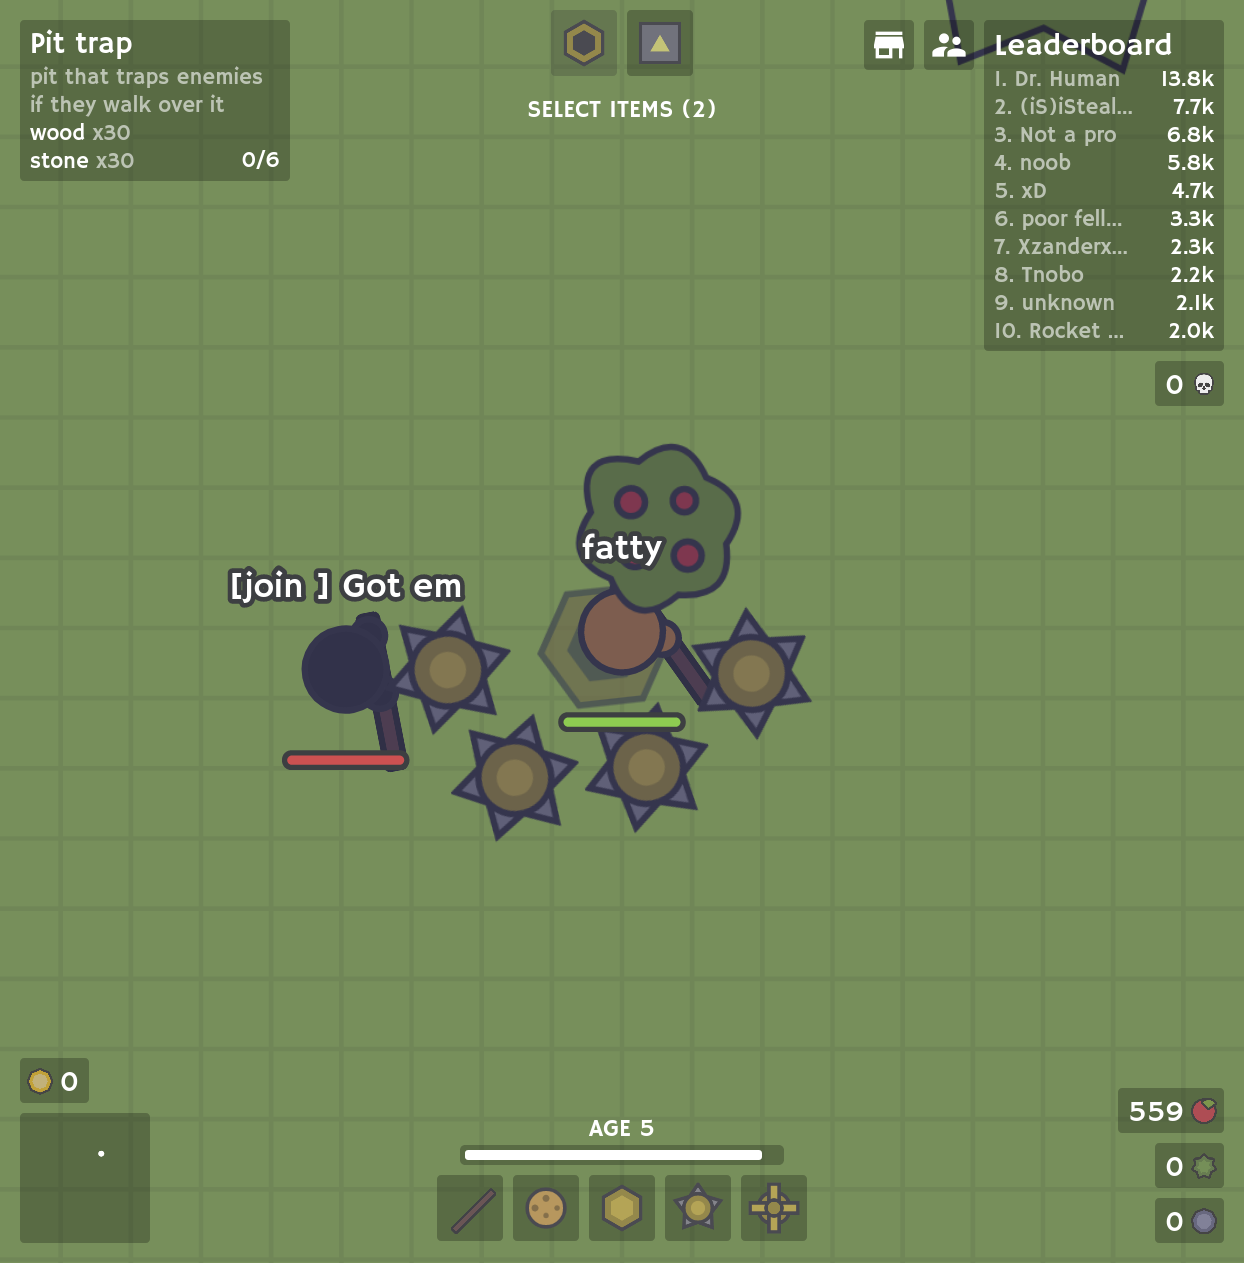 Pit trap
pit that traps enemies
if they walk over it
wood x30
stone x30 0/6
SELECT ITEMS (2)
Leaderboard
1. Dr. Human 13.8k
2. (iS)iSteal... 7.7k
3. Not a pro 6.8k
4. noob 5.8k
5. xD 4.7k
6. poor fell... 3.3k
7. Xzanderx... 2.3k
8. Tnobo 2.2k
9. unknown 2.1k
10. Rocket ... 2.0k
0
fatty
[join ] Got em
0
AGE 5
559
0
0